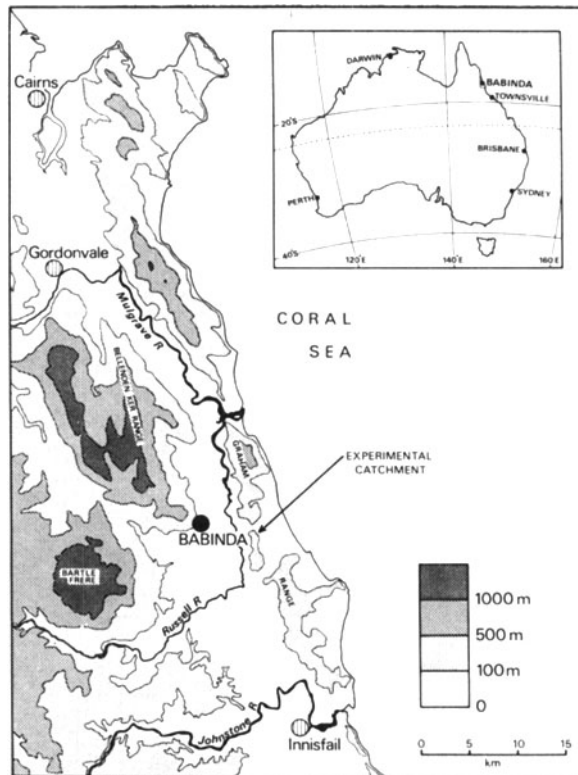 Cairns
Gordonvale
Mulgrave R
BELLENDEN KER RANGE
GRAHAM
RANGE
BABINDA
BARTLE
FRERE
Russell R
Johnstone R
Innisfail
CORAL
SEA
EXPERIMENTAL
CATCHMENT
DARWIN
BABINDA
TOWNSVILLE
20°S
BRISBANE
PERTH
SYDNEY
40°S
120°E
140°E
160°E
1000 m
500 m
100 m
0
0 5 10 15
km